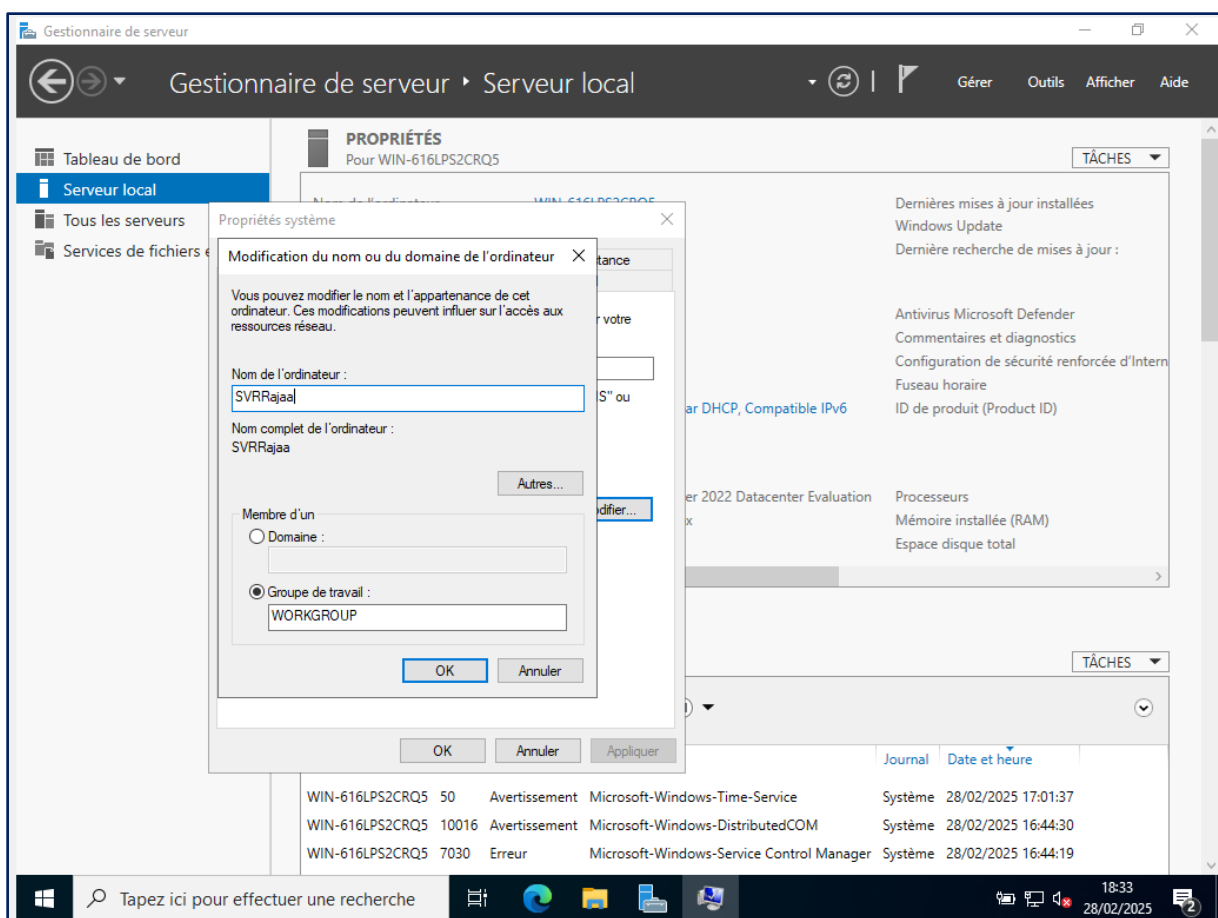 Gestionnaire de serveur
Gestionnaire de serveur ‣ Serveur local
Gérer Outils Afficher Aide
Tableau de bord
Serveur local
Tous les serveurs
Services de fichiers e
PROPRIÉTÉS
Pour WIN-616LPS2CRQ5
TÂCHES
Nom de l'ordinateur WIN-616LPS2CRQ5
Dernières mises à jour installées
Windows Update
Dernière recherche de mises à jour :
Antivirus Microsoft Defender
Commentaires et diagnostics
Configuration de sécurité renforcée d'Intern
Fuseau horaire
ar DHCP, Compatible IPv6 ID de produit (Product ID)
er 2022 Datacenter Evaluation Processeurs
x Mémoire installée (RAM)
Espace disque total
Propriétés système
tance
r votre
S" ou
odifier...
Modification du nom ou du domaine de l'ordinateur
Vous pouvez modifier le nom et l'appartenance de cet
ordinateur. Ces modifications peuvent influer sur l'accès aux
ressources réseau.
Nom de l'ordinateur :
SVRRajaa
Nom complet de l'ordinateur :
SVRRajaa
Autres...
Membre d'un
Domaine :
Groupe de travail :
WORKGROUP
OK Annuler
OK Annuler Appliquer
TÂCHES
Journal Date et heure
WIN-616LPS2CRQ5 50 Avertissement Microsoft-Windows-Time-Service Système 28/02/2025 17:01:37
WIN-616LPS2CRQ5 10016 Avertissement Microsoft-Windows-DistributedCOM Système 28/02/2025 16:44:30
WIN-616LPS2CRQ5 7030 Erreur Microsoft-Windows-Service Control Manager Système 28/02/2025 16:44:19
Tapez ici pour effectuer une recherche
18:33
28/02/2025
2